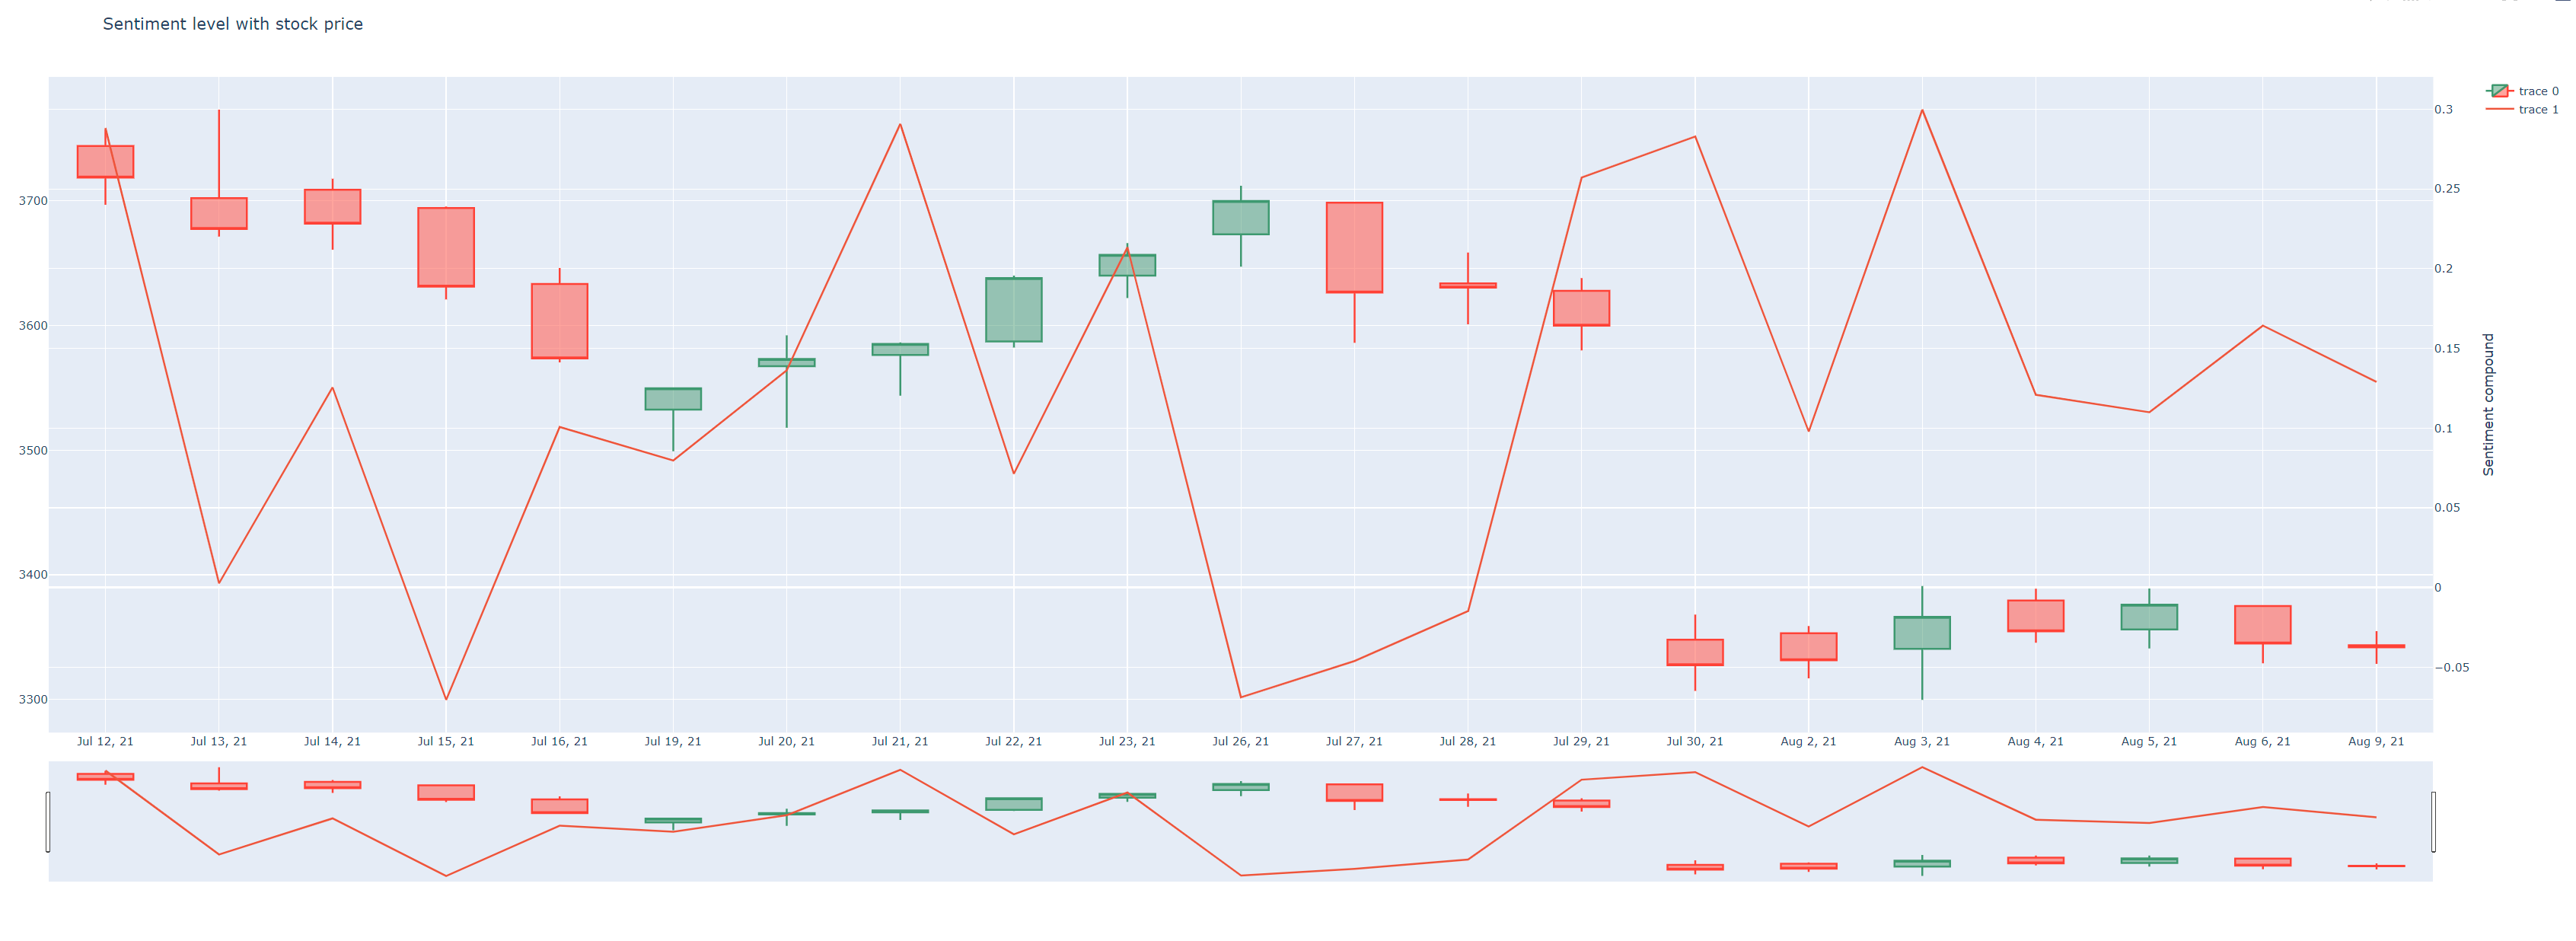 Sentiment level with stock price
trace 0
trace 1
3700
3600
3500
3400
3300
0.3
0.25
0.2
0.15
0.1
0.05
0
−0.05
Sentiment compound
Jul 12, 21 Jul 13, 21 Jul 14, 21 Jul 15, 21 Jul 16, 21 Jul 19, 21 Jul 20, 21 Jul 21, 21 Jul 22, 21 Jul 23, 21 Jul 26, 21 Jul 27, 21 Jul 28, 21 Jul 29, 21 Jul 30, 21 Aug 2, 21 Aug 3, 21 Aug 4, 21 Aug 5, 21 Aug 6, 21 Aug 9, 21